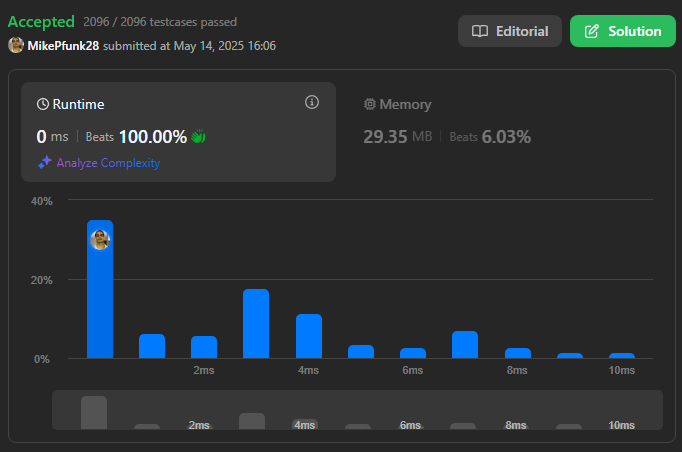 Accepted 2096 / 2096 testcases passed
MikePfunk28 submitted at May 14, 2025 16:06
Editorial
Solution
Runtime
0 ms | Beats 100.00%
Analyze Complexity
Memory
29.35 MB | Beats 6.03%
40%
20%
0%
2ms 4ms 6ms 8ms 10ms
2ms 4ms 6ms 8ms 10ms